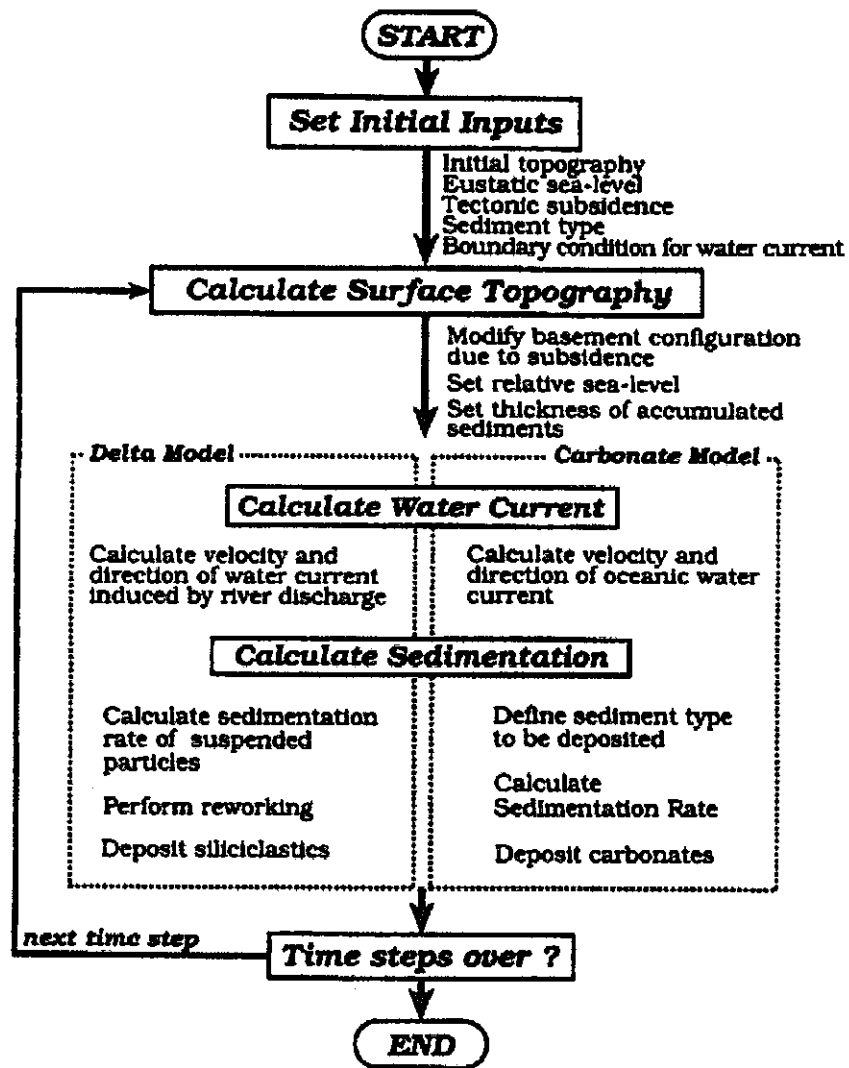 START
Set Initial Inputs
Initial topography
Eustatic sea-level
Tectonic subsidence
Sediment type
Boundary condition for water current
Calculate Surface Topography
Modify basement configuration
due to subsidence
Set relative sea-level
Set thickness of accumulated
sediments
Delta Model
Carbonate Model
Calculate Water Current
Calculate velocity and
direction of water current
induced by river discharge
Calculate velocity and
direction of oceanic water
current
Calculate Sedimentation
Calculate sedimentation
rate of suspended
particles
Perform reworking
Deposit siliciclastics
Define sediment type
to be deposited
Calculate
Sedimentation Rate
Deposit carbonates
next time step
Time steps over ?
END